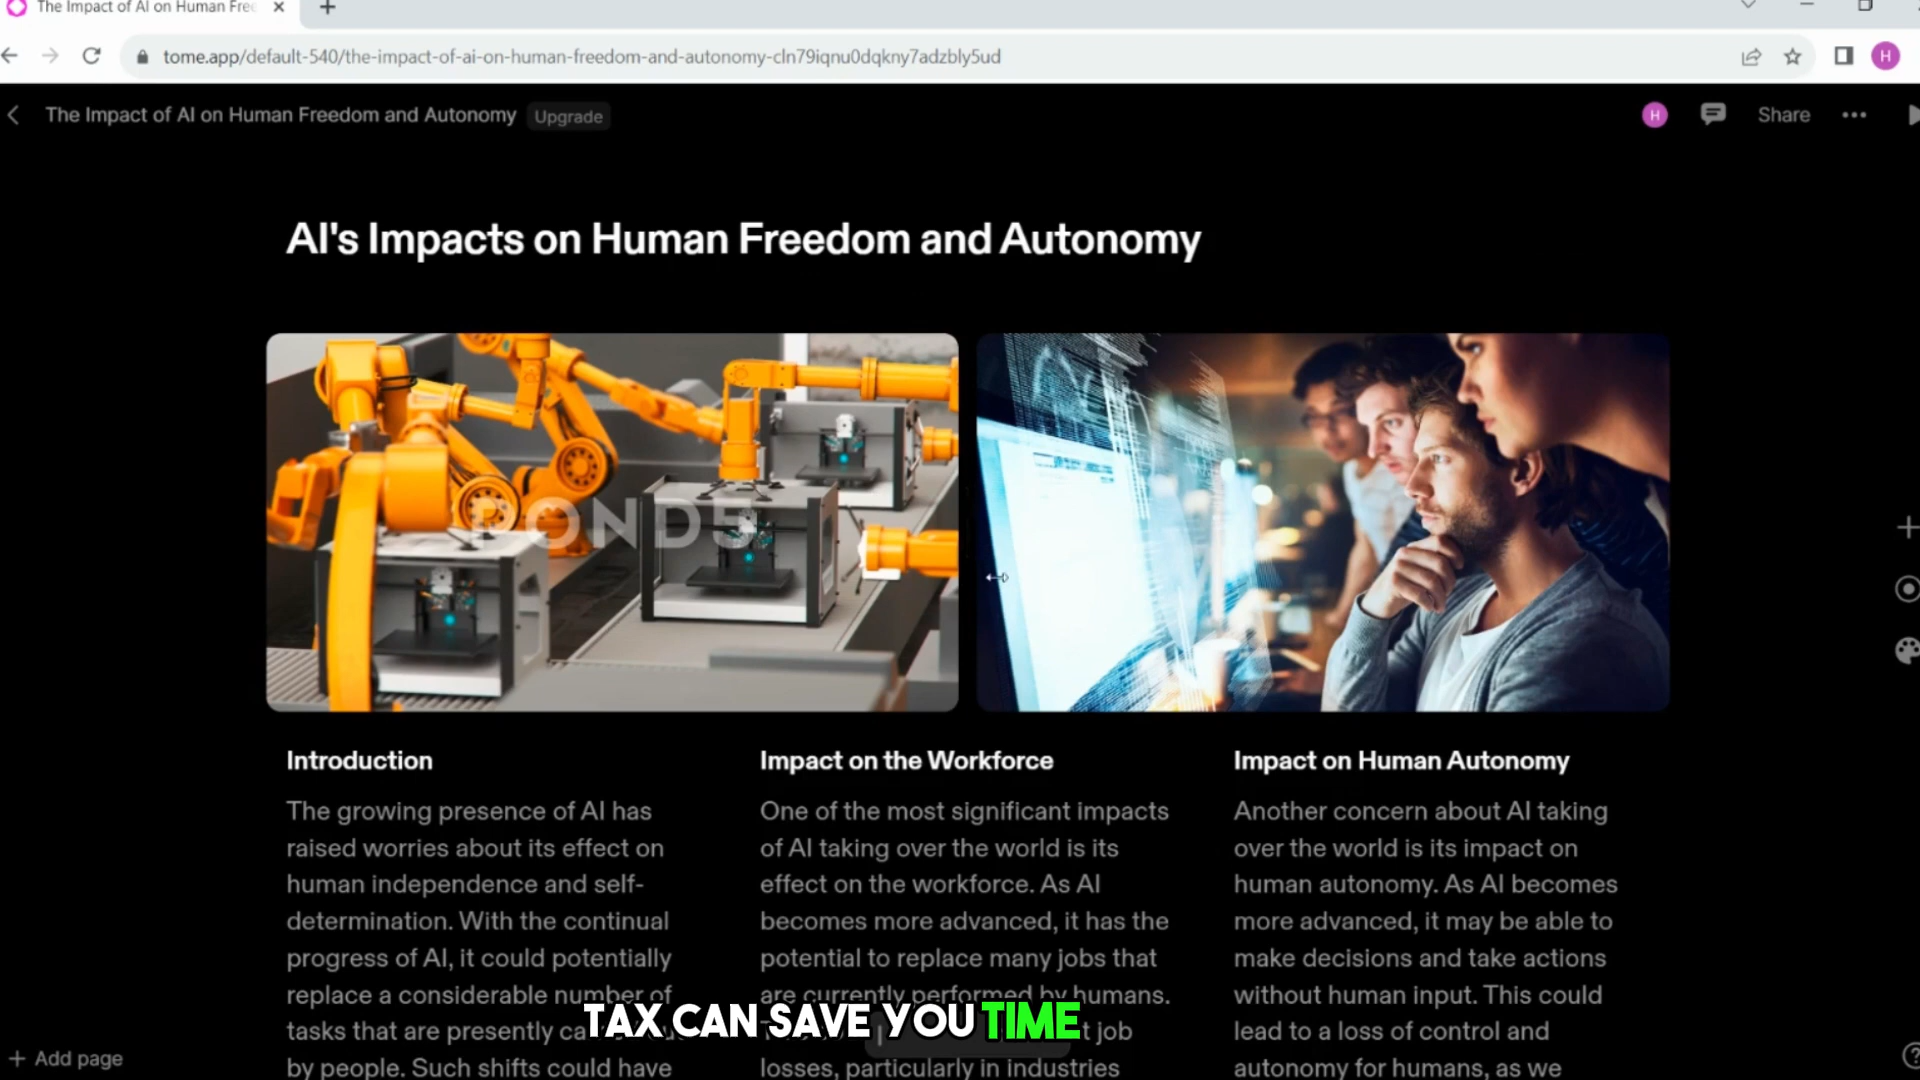 The Impact of AI on Human Free
tome.app/default-540/the-impact-of-ai-on-human-freedom-and-autonomy-cln79iqnu0dqkny7adzbly5ud
H
The Impact of AI on Human Freedom and Autonomy
Upgrade
H
Share
AI's Impacts on Human Freedom and Autonomy
POND5
Introduction
The growing presence of AI has
raised worries about its effect on
human independence and self-
determination. With the continual
progress of AI, it could potentially
replace a considerable number of
tasks that are presently
by people. Such shifts could have
Impact on the Workforce
One of the most significant impacts
of AI taking over the world is its
effect on the workforce. As AI
becomes more advanced, it has the
potential to replace many jobs that
are currently performed by humans.
job
losses, particularly in industries
Impact on Human Autonomy
Another concern about AI taking
over the world is its impact on
human autonomy. As AI becomes
more advanced, it may be able to
make decisions and take actions
without human input. This could
lead to a loss of control and
autonomy for humans, as we
TAX CAN SAVE YOU TIME
Add page